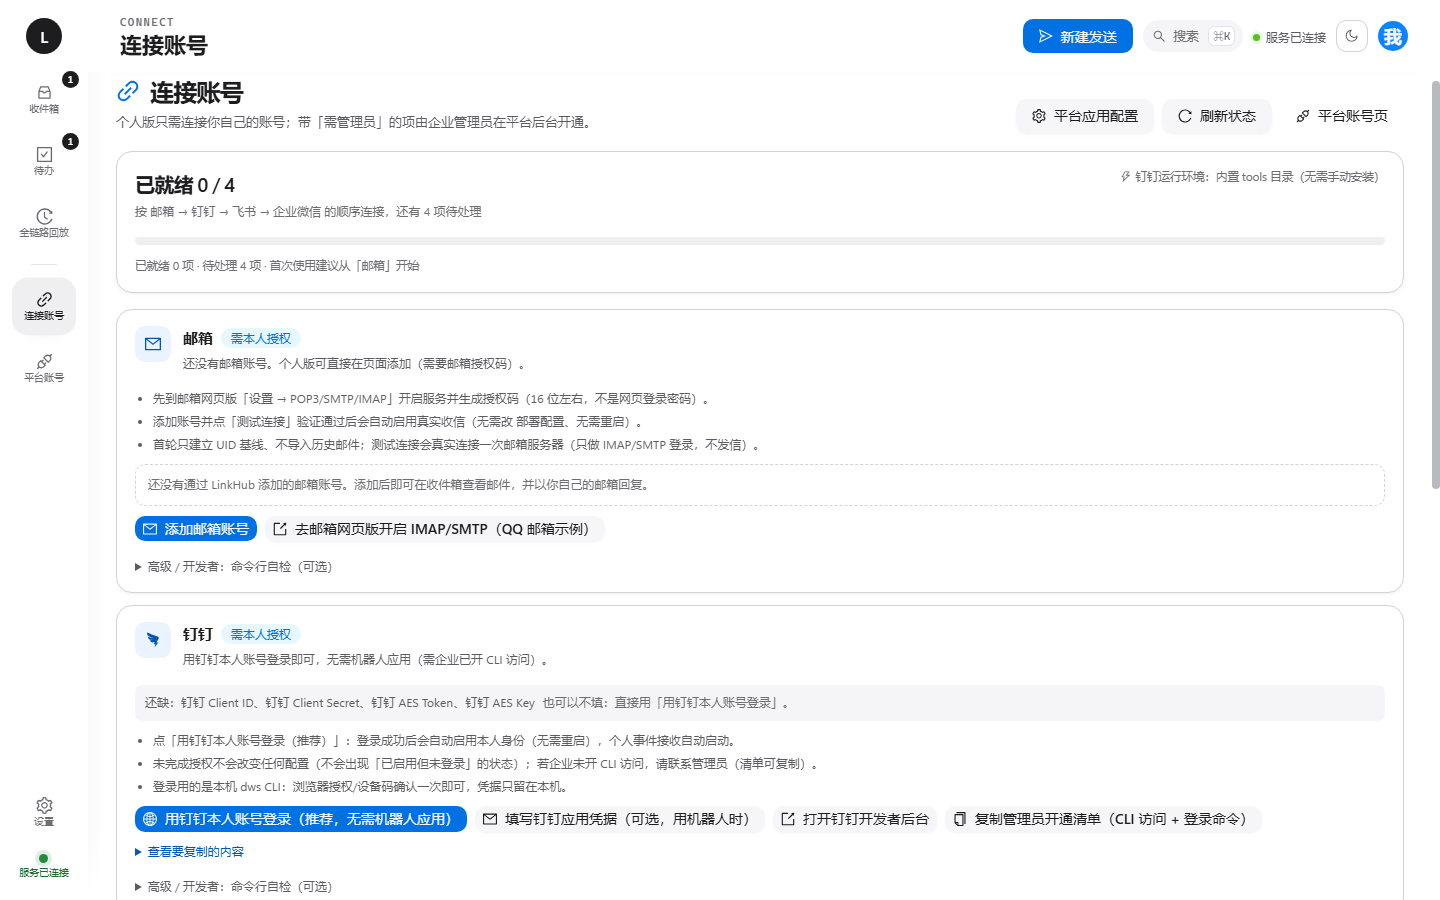 L
CONNECT
连接账号
新建发送
搜索 ⌘K
服务已连接
我
1
收件箱
1
待办
全链路回放
连接账号
平台账号
设置
服务已连接
连接账号
个人版只需连接你自己的账号；带「需管理员」的项由企业管理员在平台后台开通。
平台应用配置
刷新状态
平台账号页
已就绪 0 / 4
钉钉运行环境：内置 tools 目录（无需手动安装）
按 邮箱 → 钉钉 → 飞书 → 企业微信 的顺序连接，还有 4 项待处理
已就绪 0 项 · 待处理 4 项 · 首次使用建议从「邮箱」开始
邮箱 需本人授权
还没有邮箱账号。个人版可直接在页面添加（需要邮箱授权码）。
• 先到邮箱网页版「设置 → POP3/SMTP/IMAP」开启服务并生成授权码（16 位左右，不是网页登录密码）。
• 添加账号并点「测试连接」验证通过后会自动启用真实收信（无需改 部署配置、无需重启）。
• 首轮只建立 UID 基线、不导入历史邮件；测试连接会真实连接一次邮箱服务器（只做 IMAP/SMTP 登录，不发信）。
还没有通过 LinkHub 添加的邮箱账号。添加后即可在收件箱查看邮件，并以你自己的邮箱回复。
添加邮箱账号
去邮箱网页版开启 IMAP/SMTP（QQ 邮箱示例）
▶ 高级 / 开发者：命令行自检（可选）
钉钉 需本人授权
用钉钉本人账号登录即可，无需机器人应用（需企业已开 CLI 访问）。
还缺：钉钉 Client ID、钉钉 Client Secret、钉钉 AES Token、钉钉 AES Key 也可以不填：直接用「用钉钉本人账号登录」。
• 点「用钉钉本人账号登录（推荐）」：登录成功后会自动启用本人身份（无需重启），个人事件接收自动启动。
• 未完成授权不会改变任何配置（不会出现「已启用但未登录」的状态）；若企业未开 CLI 访问，请联系管理员（清单可复制）。
• 登录用的是本机 dws CLI：浏览器授权/设备码确认一次即可，凭据只留在本机。
用钉钉本人账号登录（推荐，无需机器人应用）
填写钉钉应用凭据（可选，用机器人时）
打开钉钉开发者后台
复制管理员开通清单（CLI 访问 + 登录命令）
▶ 查看要复制的内容
▶ 高级 / 开发者：命令行自检（可选）